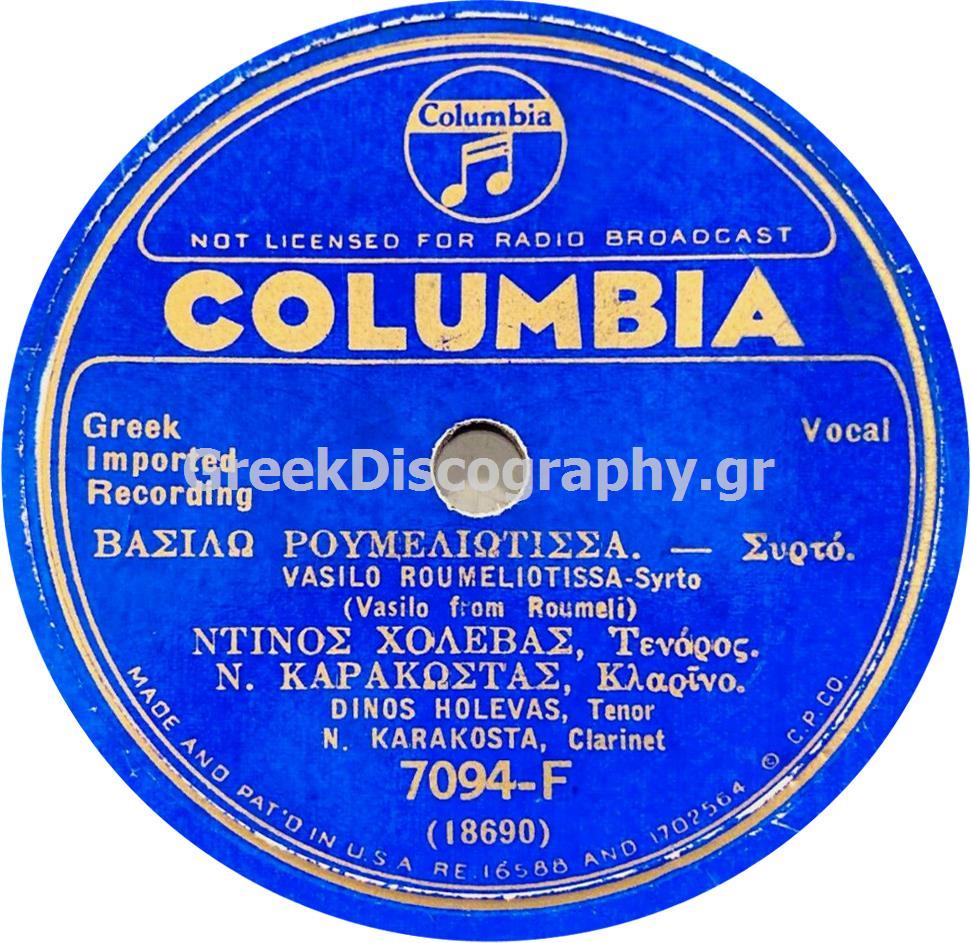 Columbia
NOT LICENSED FOR RADIO BROADCAST
COLUMBIA
Greek
Imported
Recording
Vocal
GreekDiscography.gr
ΒΑΣΙΛΩ ΡΟΥΜΕΛΙΩΤΙΣΣΑ. — Συρτό.
VASILO ROUMELIOTISSA-Syrto
(Vasilo from Roumeli)
ΝΤΙΝΟΣ ΧΟΛΕΒΑΣ, Τενόρος.
Ν. ΚΑΡΑΚΩΣΤΑΣ, Κλαρῖνο.
DINOS HOLEVAS, Tenor
N. KARAKOSTA, Clarinet
7094-F
(18690)
MADE AND PAT'D IN U.S.A RE.16588 AND 1702564 © C.P.CO.